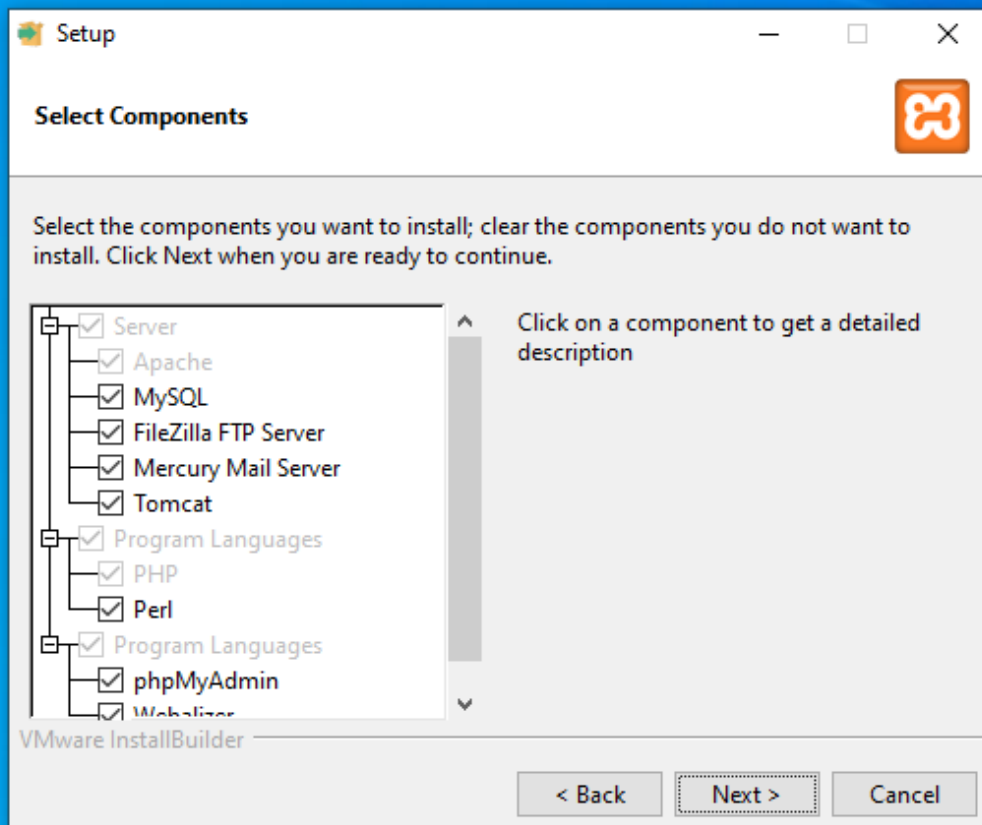 Setup
Select Components
Select the components you want to install; clear the components you do not want to
install. Click Next when you are ready to continue.
Server
Apache
MySQL
FileZilla FTP Server
Mercury Mail Server
Tomcat
Program Languages
PHP
Perl
Program Languages
phpMyAdmin
Webalizer
Click on a component to get a detailed
description
VMware InstallBuilder
< Back
Next >
Cancel